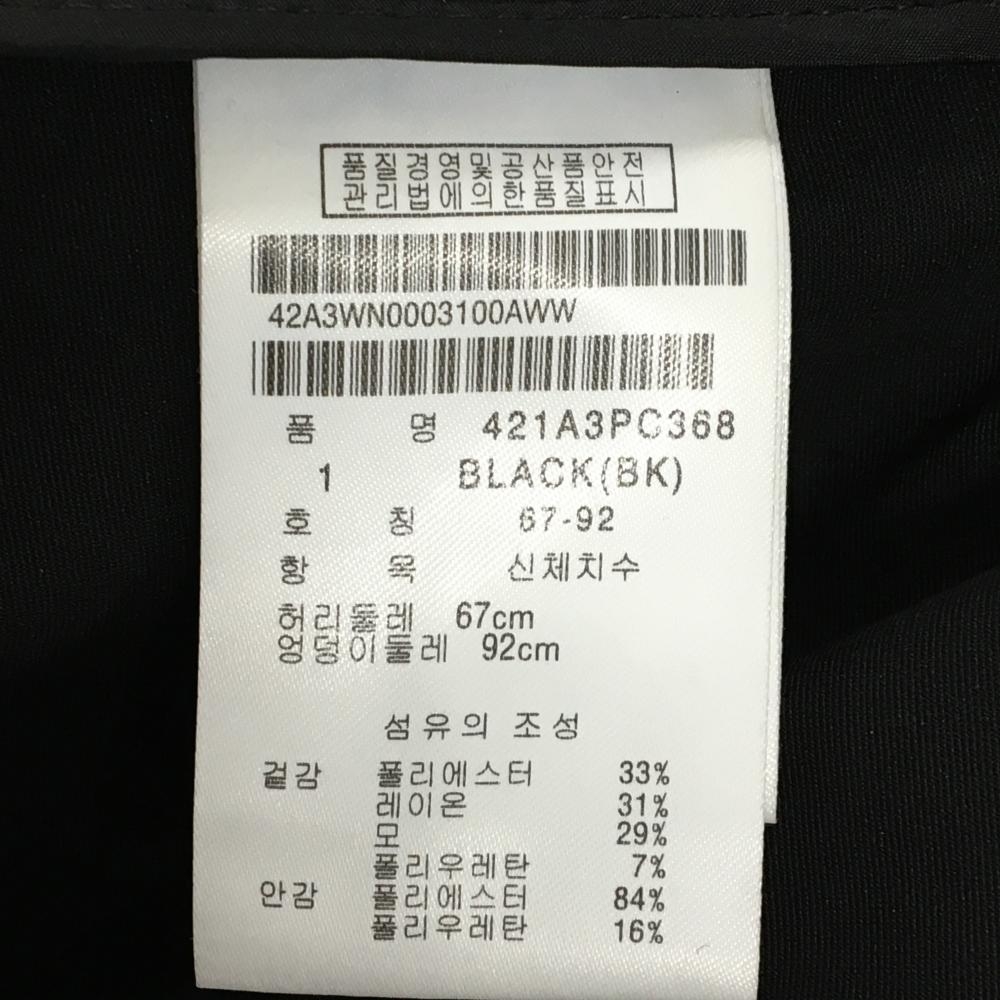 품질경영및공산품안전
관리법에의한품질표시
42A3WN0003100AWW
품 명 421A3PC368
1 BLACK(BK)
호 칭 67-92
항 목 신체치수
허리둘레 67cm
엉덩이둘레 92cm
섬유의 조성
겉감 폴리에스터 33%
레이온 31%
모 29%
폴리우레탄 7%
안감 폴리에스터 84%
폴리우레탄 16%